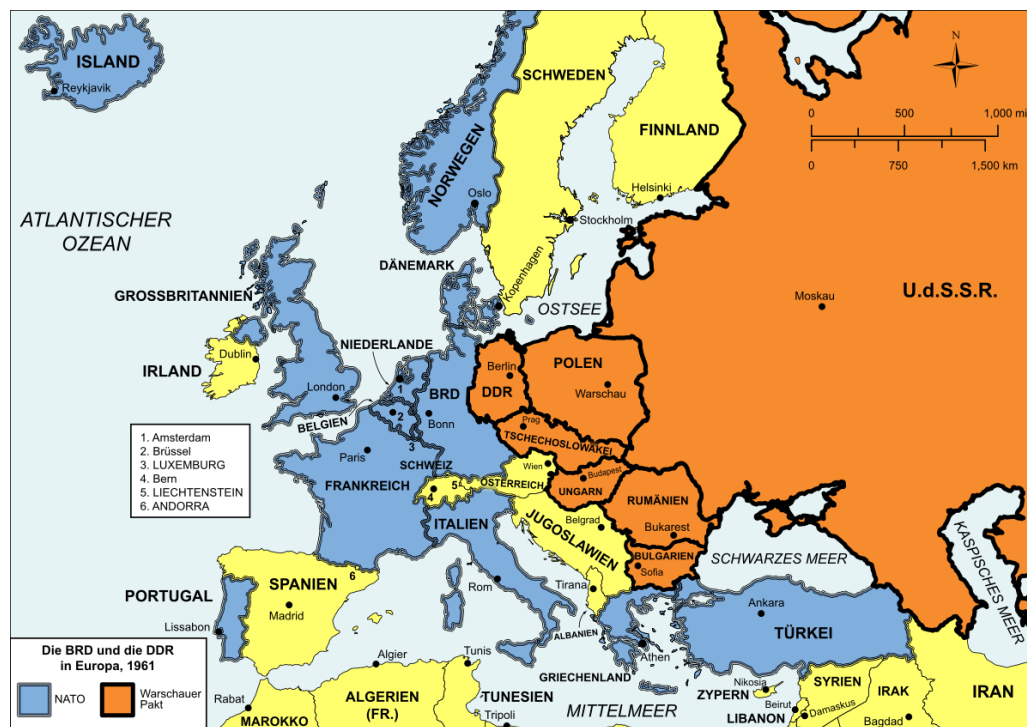 ISLAND
Reykjavik
SCHWEDEN
FINNLAND
NORWEGEN
Oslo
Helsinki
Stockholm
N
0 500 1,000 mi
0 750 1,500 km
ATLANTISCHER
OZEAN
DÄNEMARK
Kopenhagen
OSTSEE
Moskau
U.d.S.S.R.
GROSSBRITANNIEN
Dublin
IRLAND
London
NIEDERLANDE
1
BELGIEN
2
3
BRD
Bonn
Berlin
DDR
POLEN
Warschau
Prag
TSCHECHOSLOWAKEI
1. Amsterdam
2. Brüssel
3. LUXEMBURG
4. Bern
5. LIECHTENSTEIN
6. ANDORRA
Paris
FRANKREICH
SCHWEIZ
4
5
Wien
ÖSTERREICH
Budapest
UNGARN
RUMÄNIEN
Bukarest
ITALIEN
JUGOSLAWIEN
Belgrad
BULGARIEN
Sofia
SCHWARZES MEER
KASPISCHES MEER
6
SPANIEN
Madrid
PORTUGAL
Lissabon
Rom
Tirana
ALBANIEN
Athen
GRIECHENLAND
Ankara
TÜRKEI
Die BRD und die DDR
in Europa, 1961
NATO
Warschauer
Pakt
Rabat
MAROKKO
Algier
ALGERIEN
(FR.)
Tunis
TUNESIEN
Tripoli
MITTELMEER
Nikosia
ZYPERN
Beirut
LIBANON
Damaskus
SYRIEN
IRAK
Bagdad
IRAN